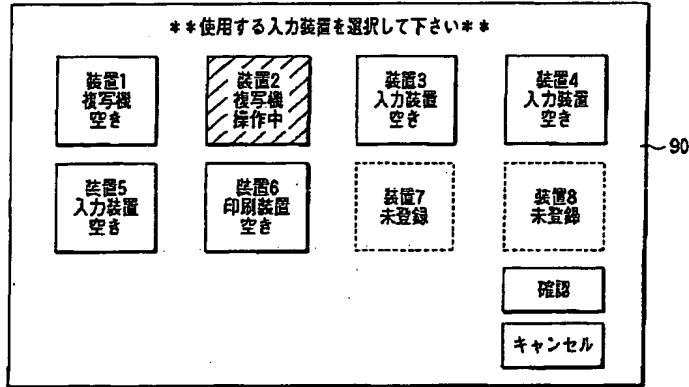 **使用する入力装置を選択して下さい**
装置1
複写機
空き
装置2
複写機
操作中
装置3
入力装置
空き
装置4
入力装置
空き
90
装置5
入力装置
空き
装置6
印刷装置
空き
装置7
未登録
装置8
未登録
確認
キャンセル